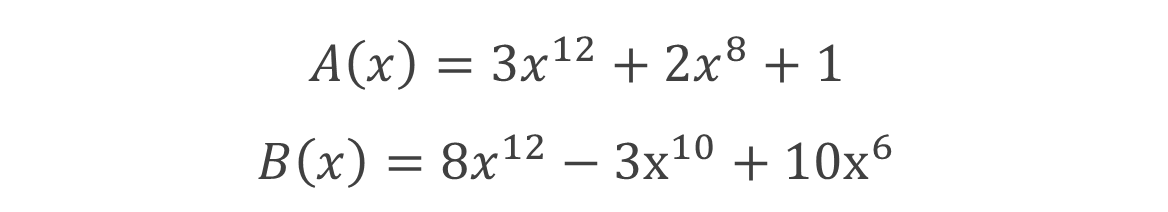 A(x) = 3x¹² + 2x⁸ + 1
B(x) = 8x¹² − 3x¹⁰ + 10x⁶